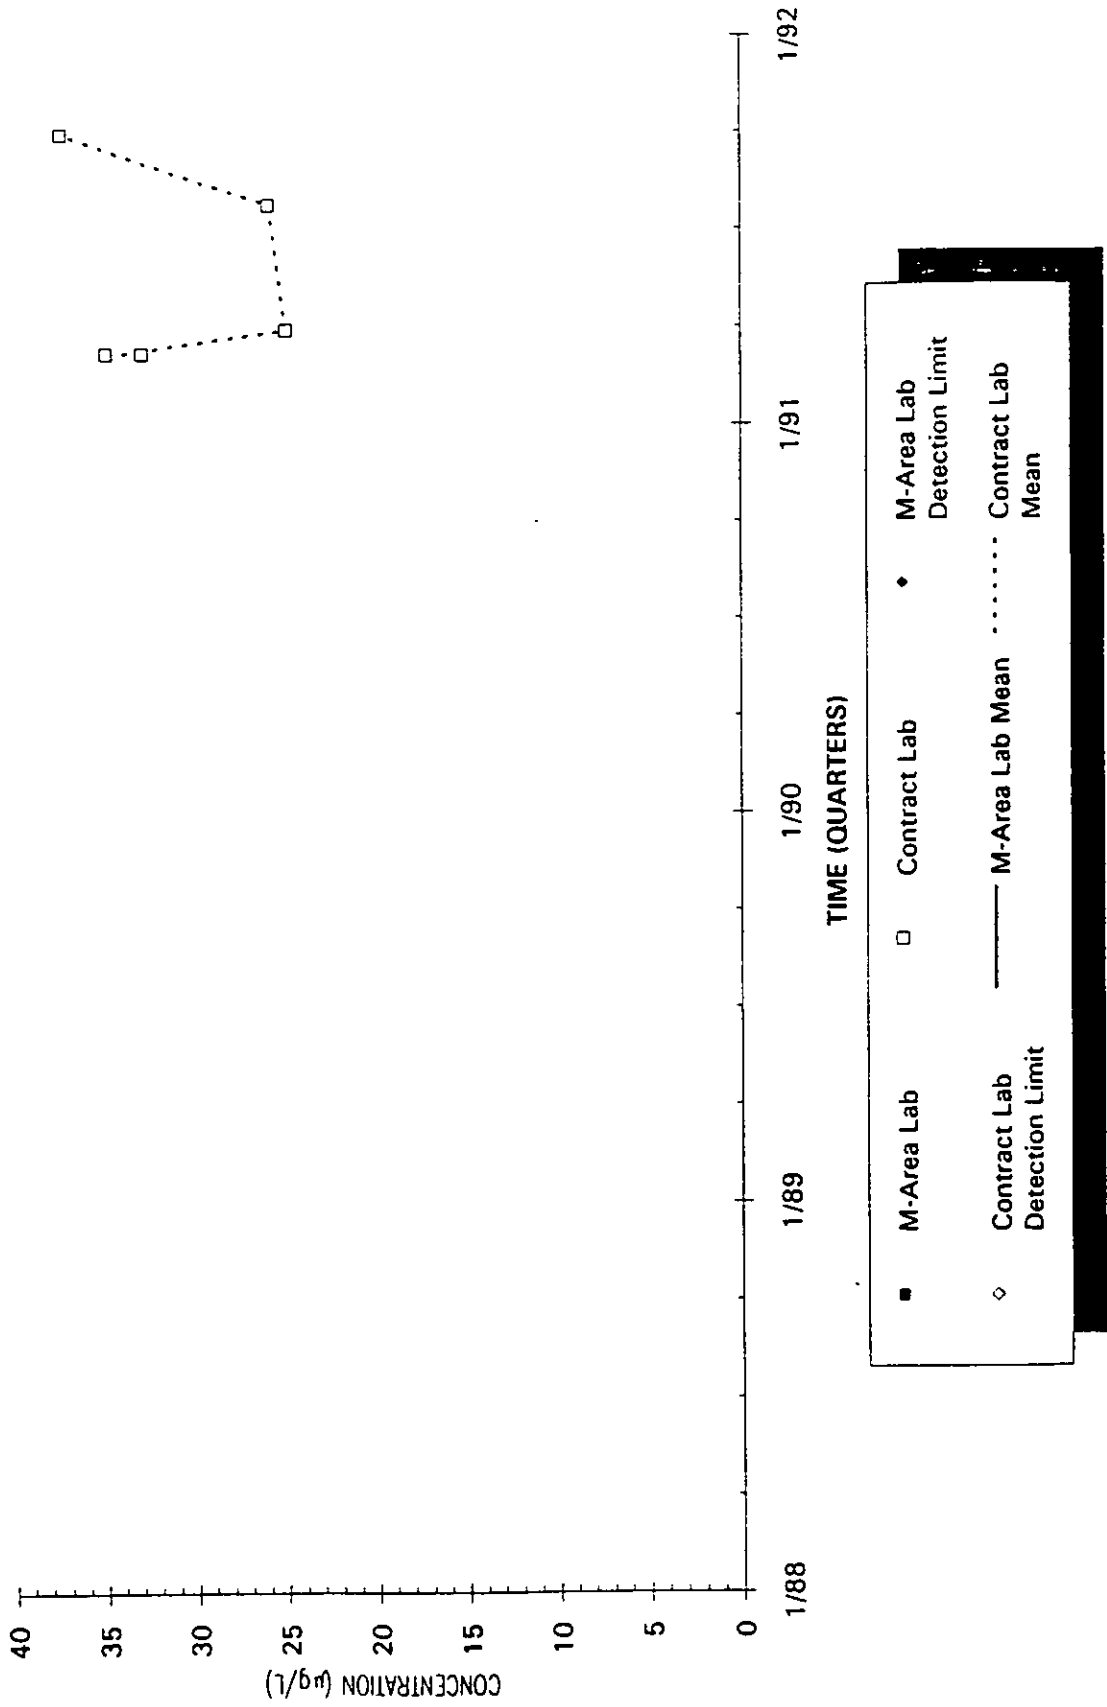 CONCENTRATION (µg/L)
40
35
30
25
20
15
10
5
0
1/88
1/89
1/90
1/91
1/92
TIME (QUARTERS)
M-Area Lab
Contract Lab
M-Area Lab
Detection Limit
Contract Lab
Detection Limit
M-Area Lab Mean
Contract Lab
Mean